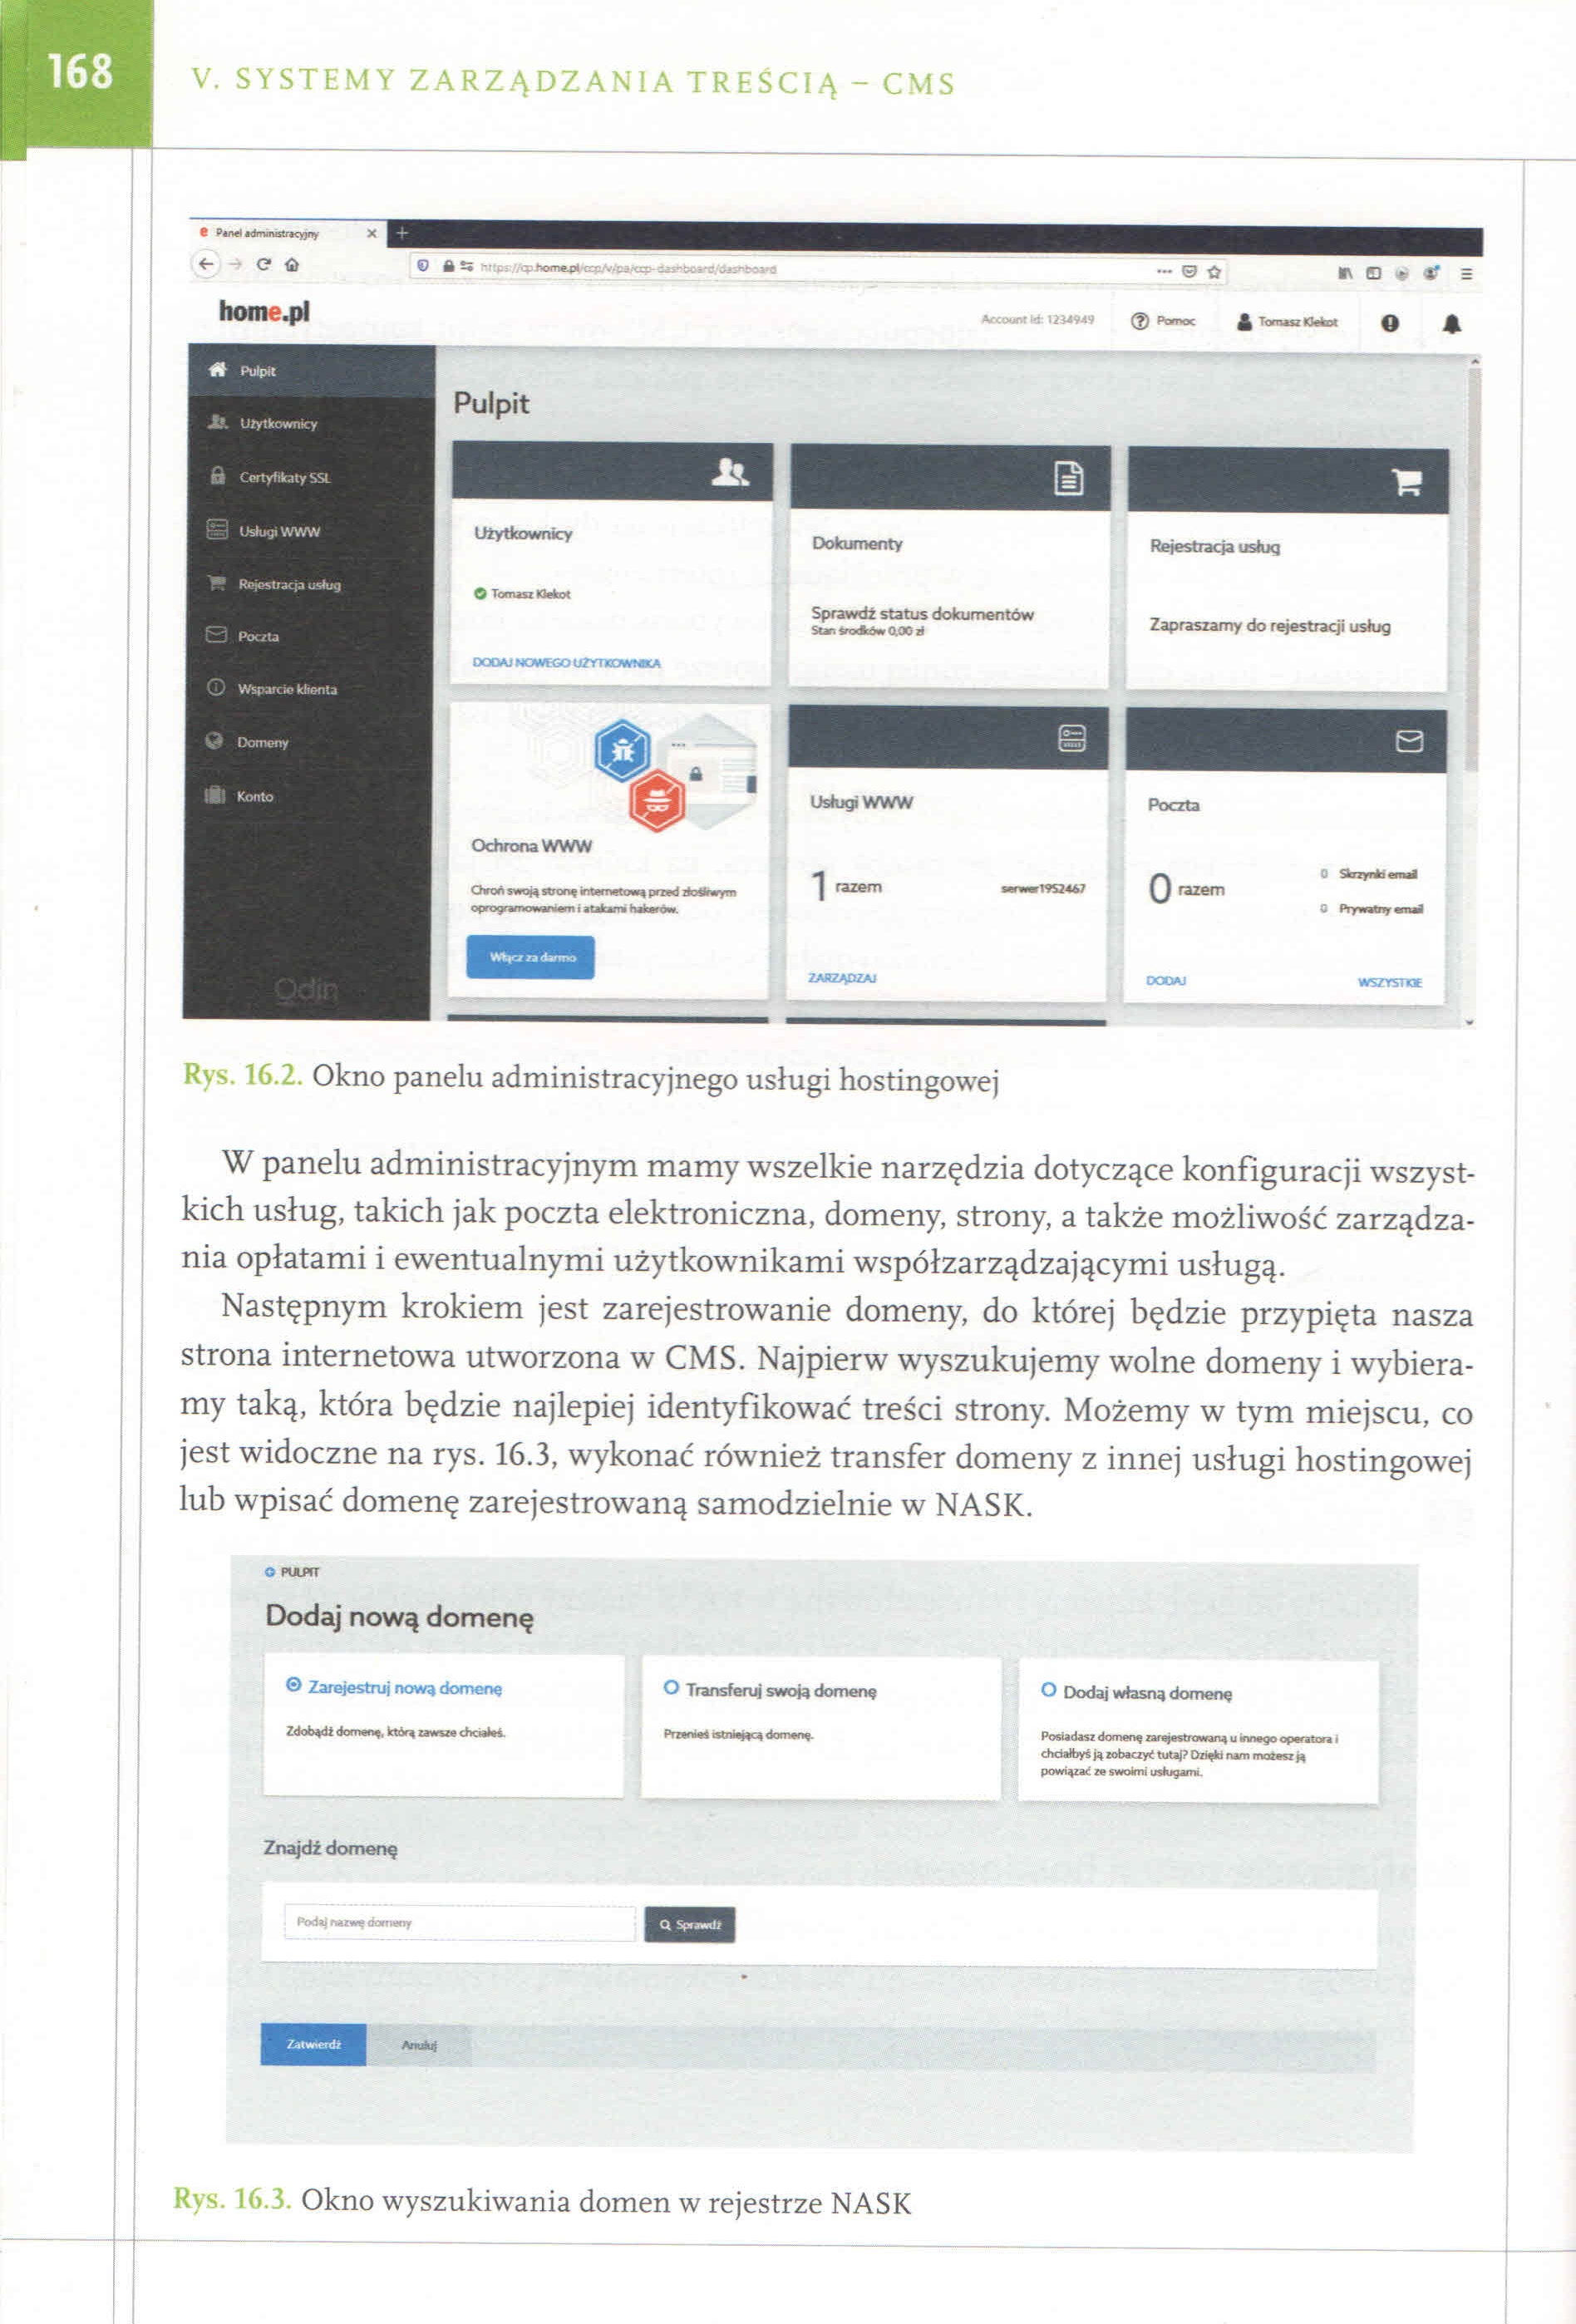 168
V. SYSTEMY ZARZĄDZANIA TREŚCIĄ – CMS
Panel administracyjny
https://cp.home.pl/ccp/v/pa/ccp-dashboard/dashboard
home.pl
Account Id: 1234949
Pomoc
Tomasz Klekot
Pulpit
Użytkownicy
Certyfikaty SSL
Usługi WWW
Rejestracja usług
Poczta
Wsparcie klienta
Domeny
Konto
Odin
Pulpit
Użytkownicy
Tomasz Klekot
DODAJ NOWEGO UŻYTKOWNIKA
Dokumenty
Sprawdź status dokumentów
Stan środków 0,00 zł
Rejestracja usług
Zapraszamy do rejestracji usług
Ochrona WWW
Chroń swoją stronę internetową przed złośliwym
oprogramowaniem i atakami hakerów.
Włącz za darmo
Usługi WWW
1 razem
serwer1952467
ZARZĄDZAJ
Poczta
0 razem
0 Skrzynki email
0 Prywatny email
DODAJ
WSZYSTKIE
Rys. 16.2. Okno panelu administracyjnego usługi hostingowej
W panelu administracyjnym mamy wszelkie narzędzia dotyczące konfiguracji wszyst-
kich usług, takich jak poczta elektroniczna, domeny, strony, a także możliwość zarządza-
nia opłatami i ewentualnymi użytkownikami współzarządzającymi usługą.
Następnym krokiem jest zarejestrowanie domeny, do której będzie przypięta nasza
strona internetowa utworzona w CMS. Najpierw wyszukujemy wolne domeny i wybiera-
my taką, która będzie najlepiej identyfikować treści strony. Możemy w tym miejscu, co
jest widoczne na rys. 16.3, wykonać również transfer domeny z innej usługi hostingowej
lub wpisać domenę zarejestrowaną samodzielnie w NASK.
PULPIT
Dodaj nową domenę
Zarejestruj nową domenę
Zdobądź domenę, którą zawsze chciałeś.
Transferuj swoją domenę
Przenieś istniejącą domenę.
Dodaj własną domenę
Posiadasz domenę zarejestrowaną u innego operatora i
chciałbyś ją zobaczyć tutaj? Dzięki nam możesz ją
powiązać ze swoimi usługami.
Znajdź domenę
Podaj nazwę domeny
Sprawdź
Zatwierdź
Anuluj
Rys. 16.3. Okno wyszukiwania domen w rejestrze NASK